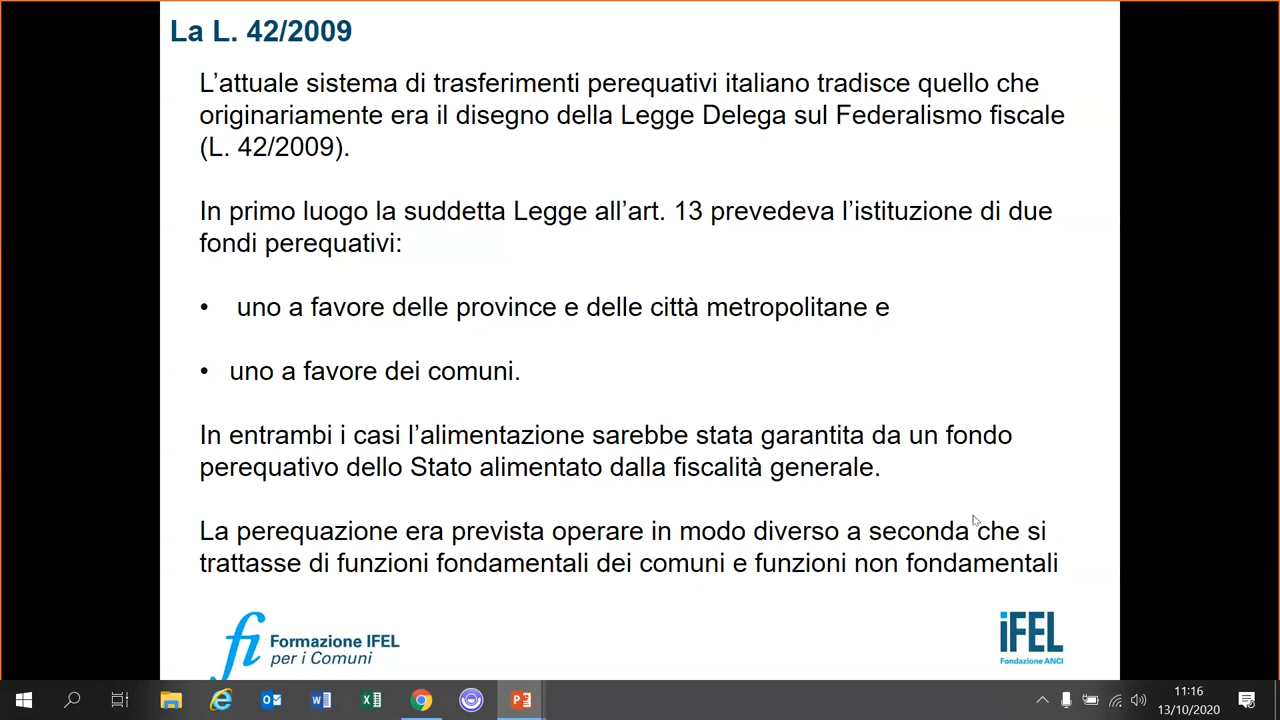 La L. 42/2009
L’attuale sistema di trasferimenti perequativi italiano tradisce quello che
originariamente era il disegno della Legge Delega sul Federalismo fiscale
(L. 42/2009).
In primo luogo la suddetta Legge all’art. 13 prevedeva l’istituzione di due
fondi perequativi:
• uno a favore delle province e delle città metropolitane e
• uno a favore dei comuni.
In entrambi i casi l’alimentazione sarebbe stata garantita da un fondo
perequativo dello Stato alimentato dalla fiscalità generale.
La perequazione era prevista operare in modo diverso a seconda che si
trattasse di funzioni fondamentali dei comuni e funzioni non fondamentali
fi
Formazione IFEL
per i Comuni
iFEL
Fondazione ANCI
11:16
13/10/2020